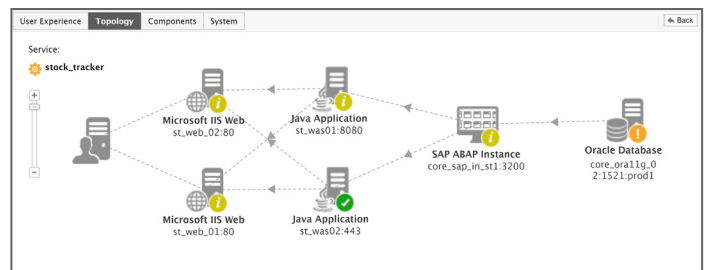 User Experience
Topology
Components
System
Back
Service:
stock_tracker
Microsoft IIS Web
st_web_02:80
Java Application
st_was01:8080
SAP ABAP Instance
core_sap_in_st1:3200
Oracle Database
core_ora11g_0
2:1521:prod1
Microsoft IIS Web
st_web_01:80
Java Application
st_was02:443